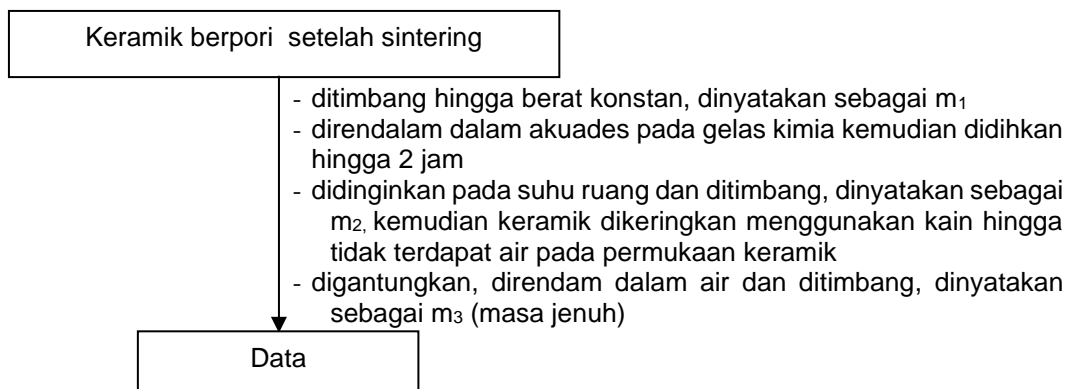 Keramik berpori  setelah sintering
- ditimbang hingga berat konstan, dinyatakan sebagai m₁
- direndalam dalam akuades pada gelas kimia kemudian didihkan
hingga 2 jam
- didinginkan pada suhu ruang dan ditimbang, dinyatakan sebagai
m₂, kemudian keramik dikeringkan menggunakan kain hingga
tidak terdapat air pada permukaan keramik
- digantungkan, direndam dalam air dan ditimbang, dinyatakan
sebagai m₃ (masa jenuh)
Data